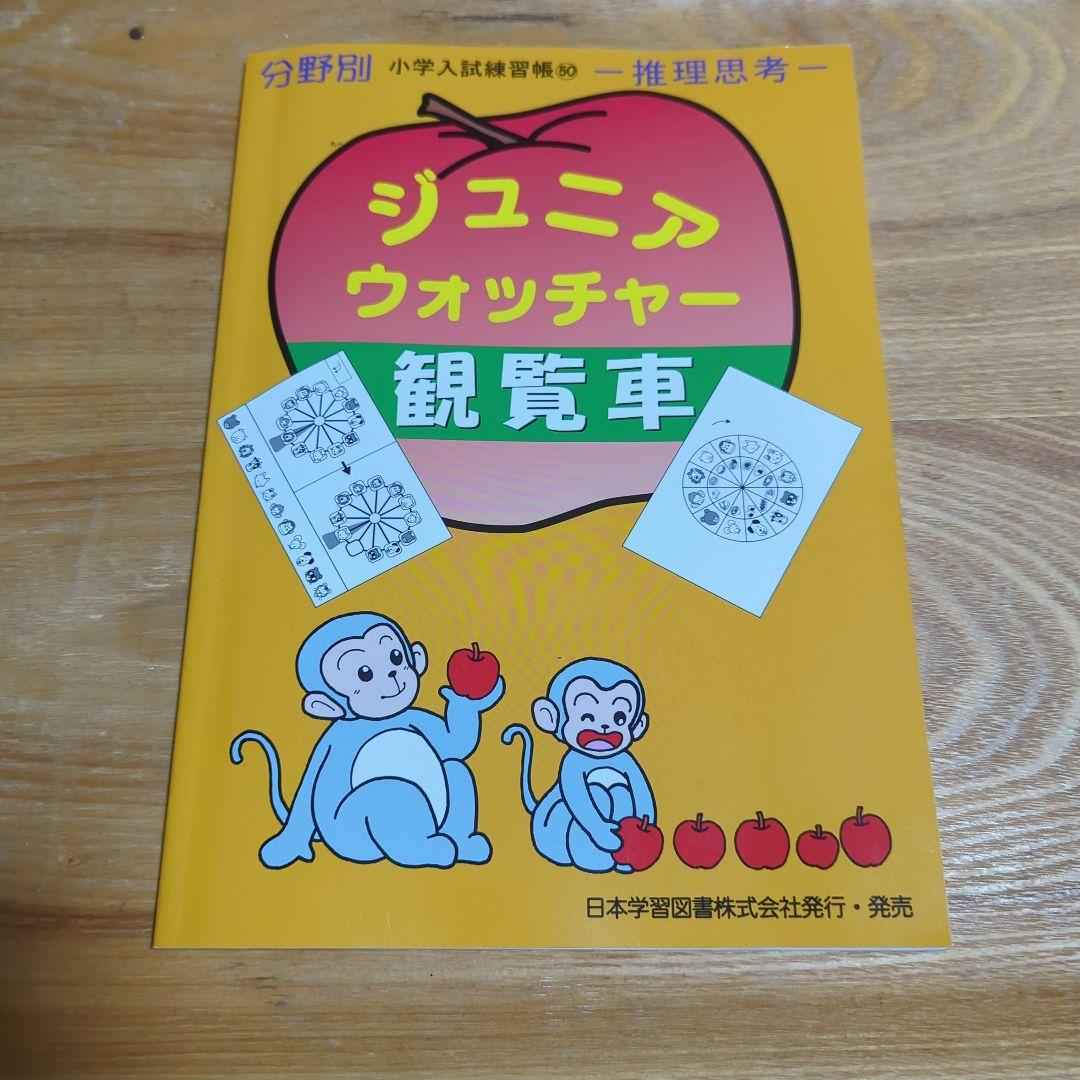 分野別 小学入試練習帳㊿ ー推理思考ー
ジュニア
ウォッチャー
観覧車
日本学習図書株式会社発行・発売